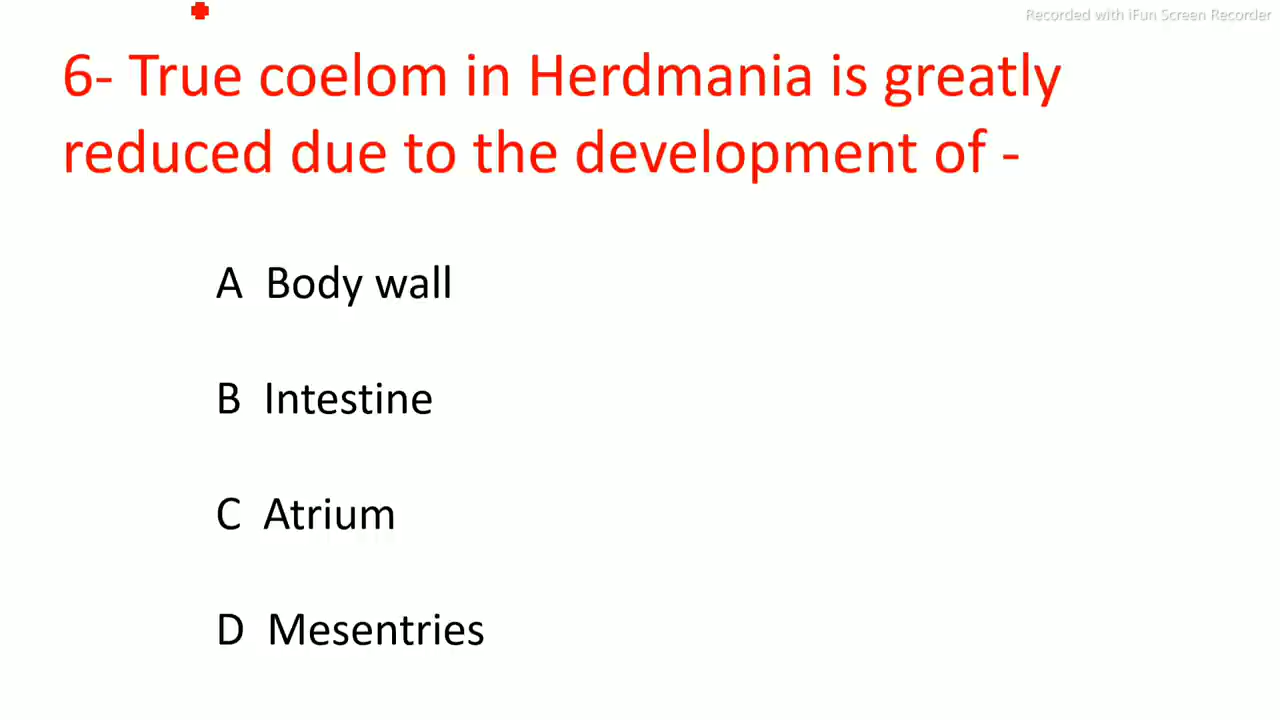 Recorded with iFun Screen Recorder
6- True coelom in Herdmania is greatly
reduced due to the development of -
A Body wall
B Intestine
C Atrium
D Mesentries